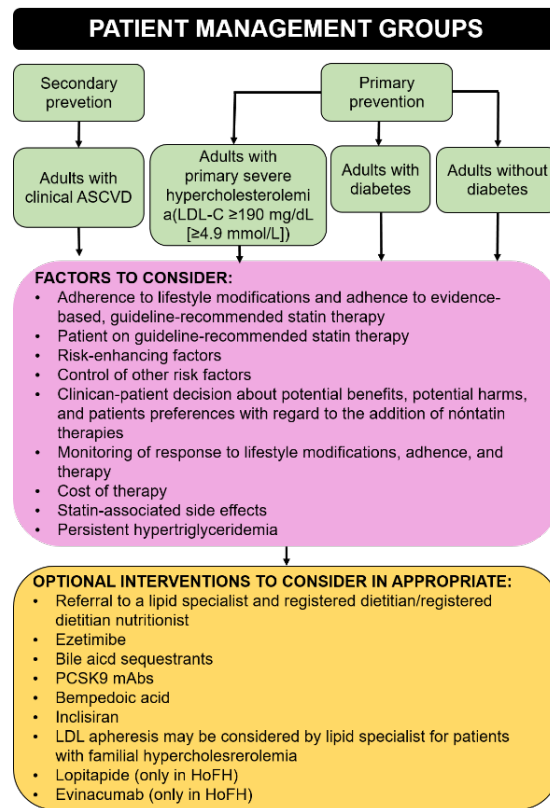 PATIENT MANAGEMENT GROUPS
Secondary
prevetion
Primary
prevention
Adults with
clinical ASCVD
Adults with
primary severe
hypercholesterolemi
a(LDL-C ≥190 mg/dL
[≥4.9 mmol/L])
Adults with
diabetes
Adults without
diabetes
FACTORS TO CONSIDER:
• Adherence to lifestyle modifications and adhence to evidence-
based, guideline-recommended statin therapy
• Patient on guideline-recommended statin therapy
• Risk-enhancing factors
• Control of other risk factors
• Clinican-patient decision about potential benefits, potential harms,
and patients preferences with regard to the addition of nóntatin
therapies
• Monitoring of response to lifestyle modifications, adhence, and
therapy
• Cost of therapy
• Statin-associated side effects
• Persistent hypertriglyceridemia
OPTIONAL INTERVENTIONS TO CONSIDER IN APPROPRIATE:
• Referral to a lipid specialist and registered dietitian/registered
dietitian nutritionist
• Ezetimibe
• Bile aicd sequestrants
• PCSK9 mAbs
• Bempedoic acid
• Inclisiran
• LDL apheresis may be considered by lipid specialist for patients
with familial hypercholesrerolemia
• Lopitapide (only in HoFH)
• Evinacumab (only in HoFH)